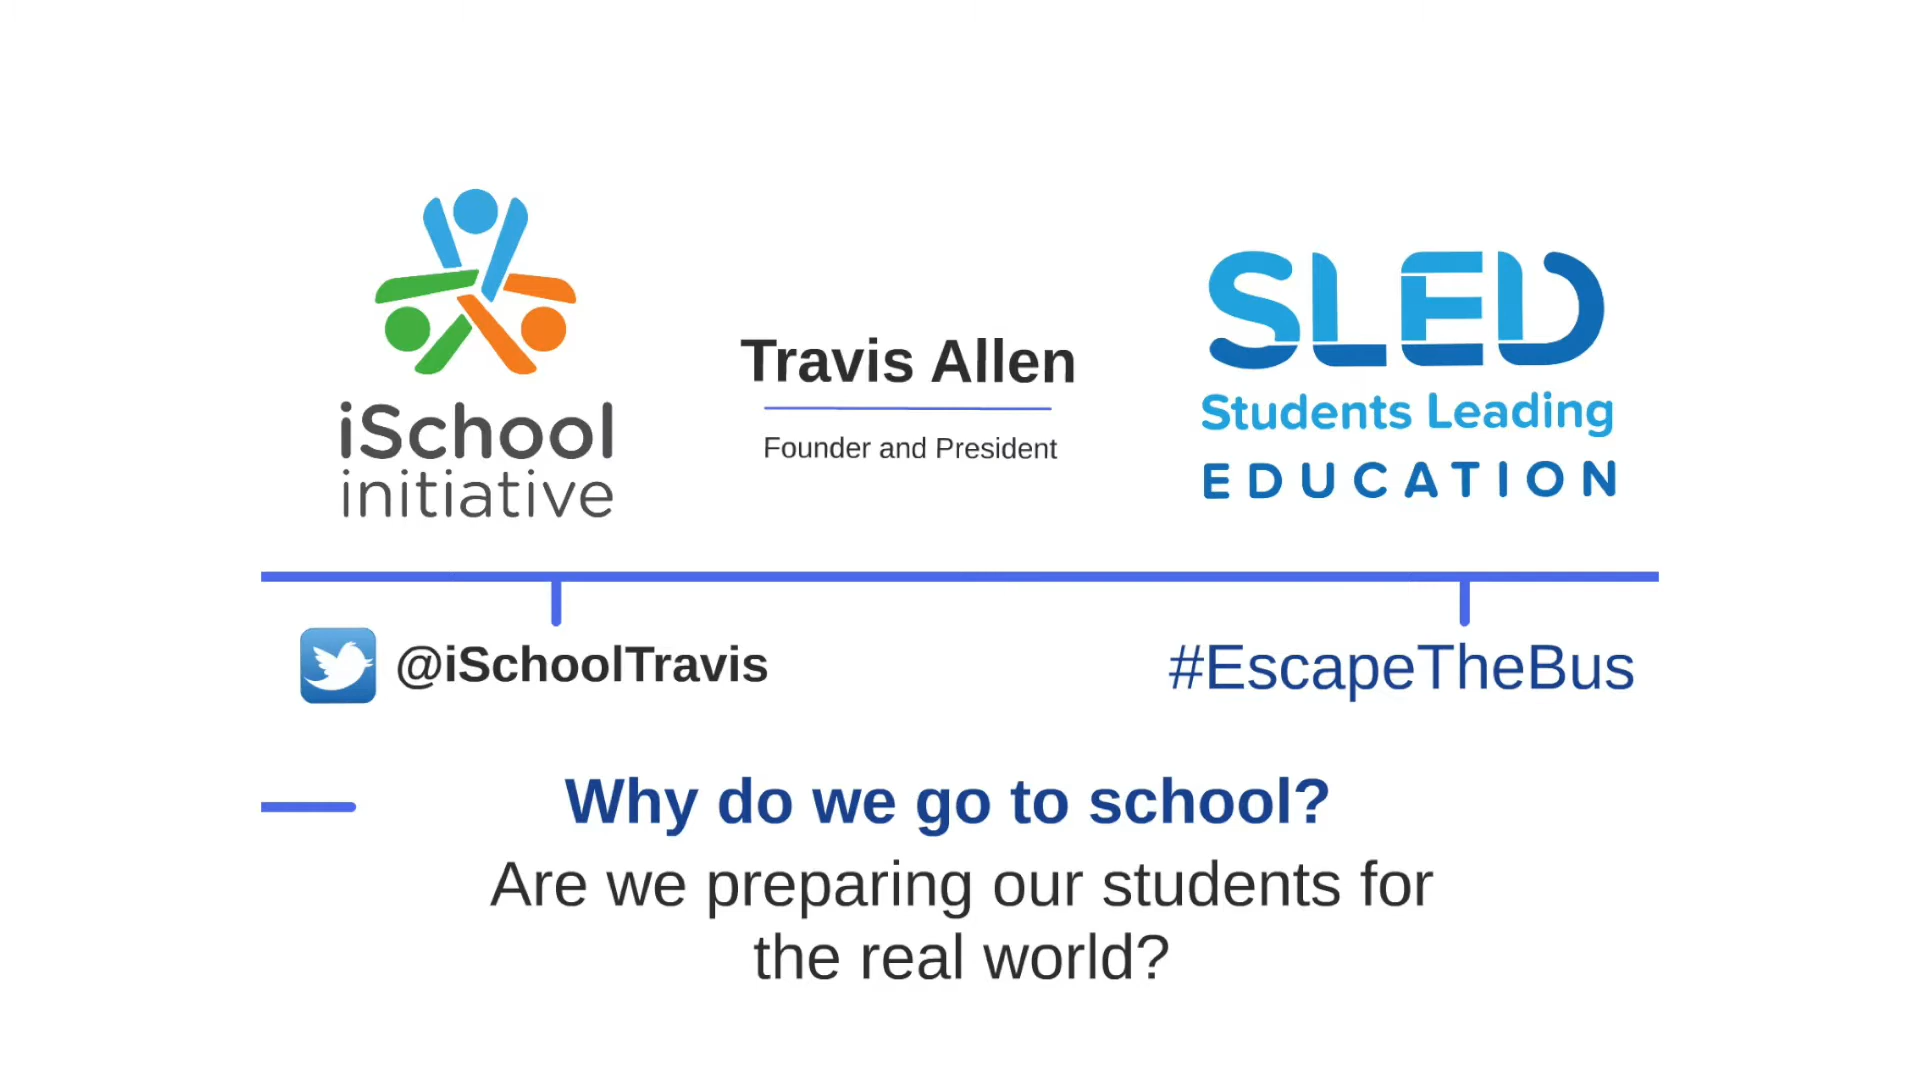 iSchool
initiative
Travis Allen
Founder and President
SLED
Students Leading
EDUCATION
@iSchoolTravis
#EscapeTheBus
Why do we go to school?
Are we preparing our students for
the real world?